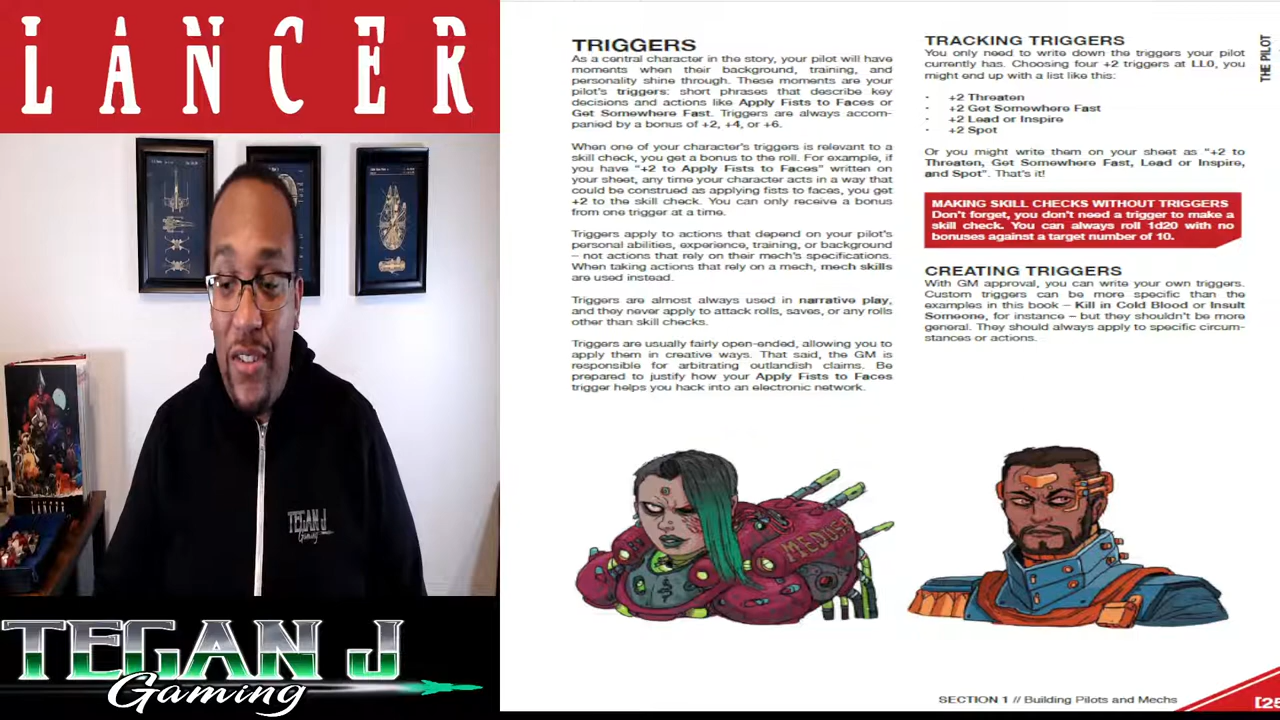 LANCER
TEGAN J
Gaming
LANCER
TEGAN J
Gaming
TRIGGERS
As a central character in the story, your pilot will have
moments when their background, training, and
personality shine through. These moments are your
pilot's triggers: short phrases that describe key
decisions and actions like Apply Fists to Faces or
Get Somewhere Fast. Triggers are always accom-
panied by a bonus of +2, +4, or +6.
When one of your character's triggers is relevant to a
skill check, you get a bonus to the roll. For example, if
you have "+2 to Apply Fists to Faces" written on
your sheet, any time your character acts in a way that
could be construed as applying fists to faces, you get
+2 to the skill check. You can only receive a bonus
from one trigger at a time.
Triggers apply to actions that depend on your pilot's
personal abilities, experience, training, or background
– not actions that rely on their mech's specifications.
When taking actions that rely on a mech, mech skills
are used instead.
Triggers are almost always used in narrative play,
and they never apply to attack rolls, saves, or any rolls
other than skill checks.
Triggers are usually fairly open-ended, allowing you to
apply them in creative ways. That said, the GM is
responsible for arbitrating outlandish claims. Be
prepared to justify how your Apply Fists to Faces
trigger helps you hack into an electronic network.
MEDUSA
TRACKING TRIGGERS
You only need to write down the triggers your pilot
currently has. Choosing four +2 triggers at LL0, you
might end up with a list like this:
· +2 Threaten
· +2 Get Somewhere Fast
· +2 Lead or Inspire
· +2 Spot
Or you might write them on your sheet as "+2 to
Threaten, Get Somewhere Fast, Lead or Inspire,
and Spot". That's it!
MAKING SKILL CHECKS WITHOUT TRIGGERS
Don't forget, you don't need a trigger to make a
skill check. You can always roll 1d20 with no
bonuses against a target number of 10.
CREATING TRIGGERS
With GM approval, you can write your own triggers.
Custom triggers can be more specific than the
examples in this book – Kill in Cold Blood or Insult
Someone, for instance – but they shouldn't be more
general. They should always apply to specific circum-
stances or actions.
THE PILOT
SECTION 1 // Building Pilots and Mechs
[25